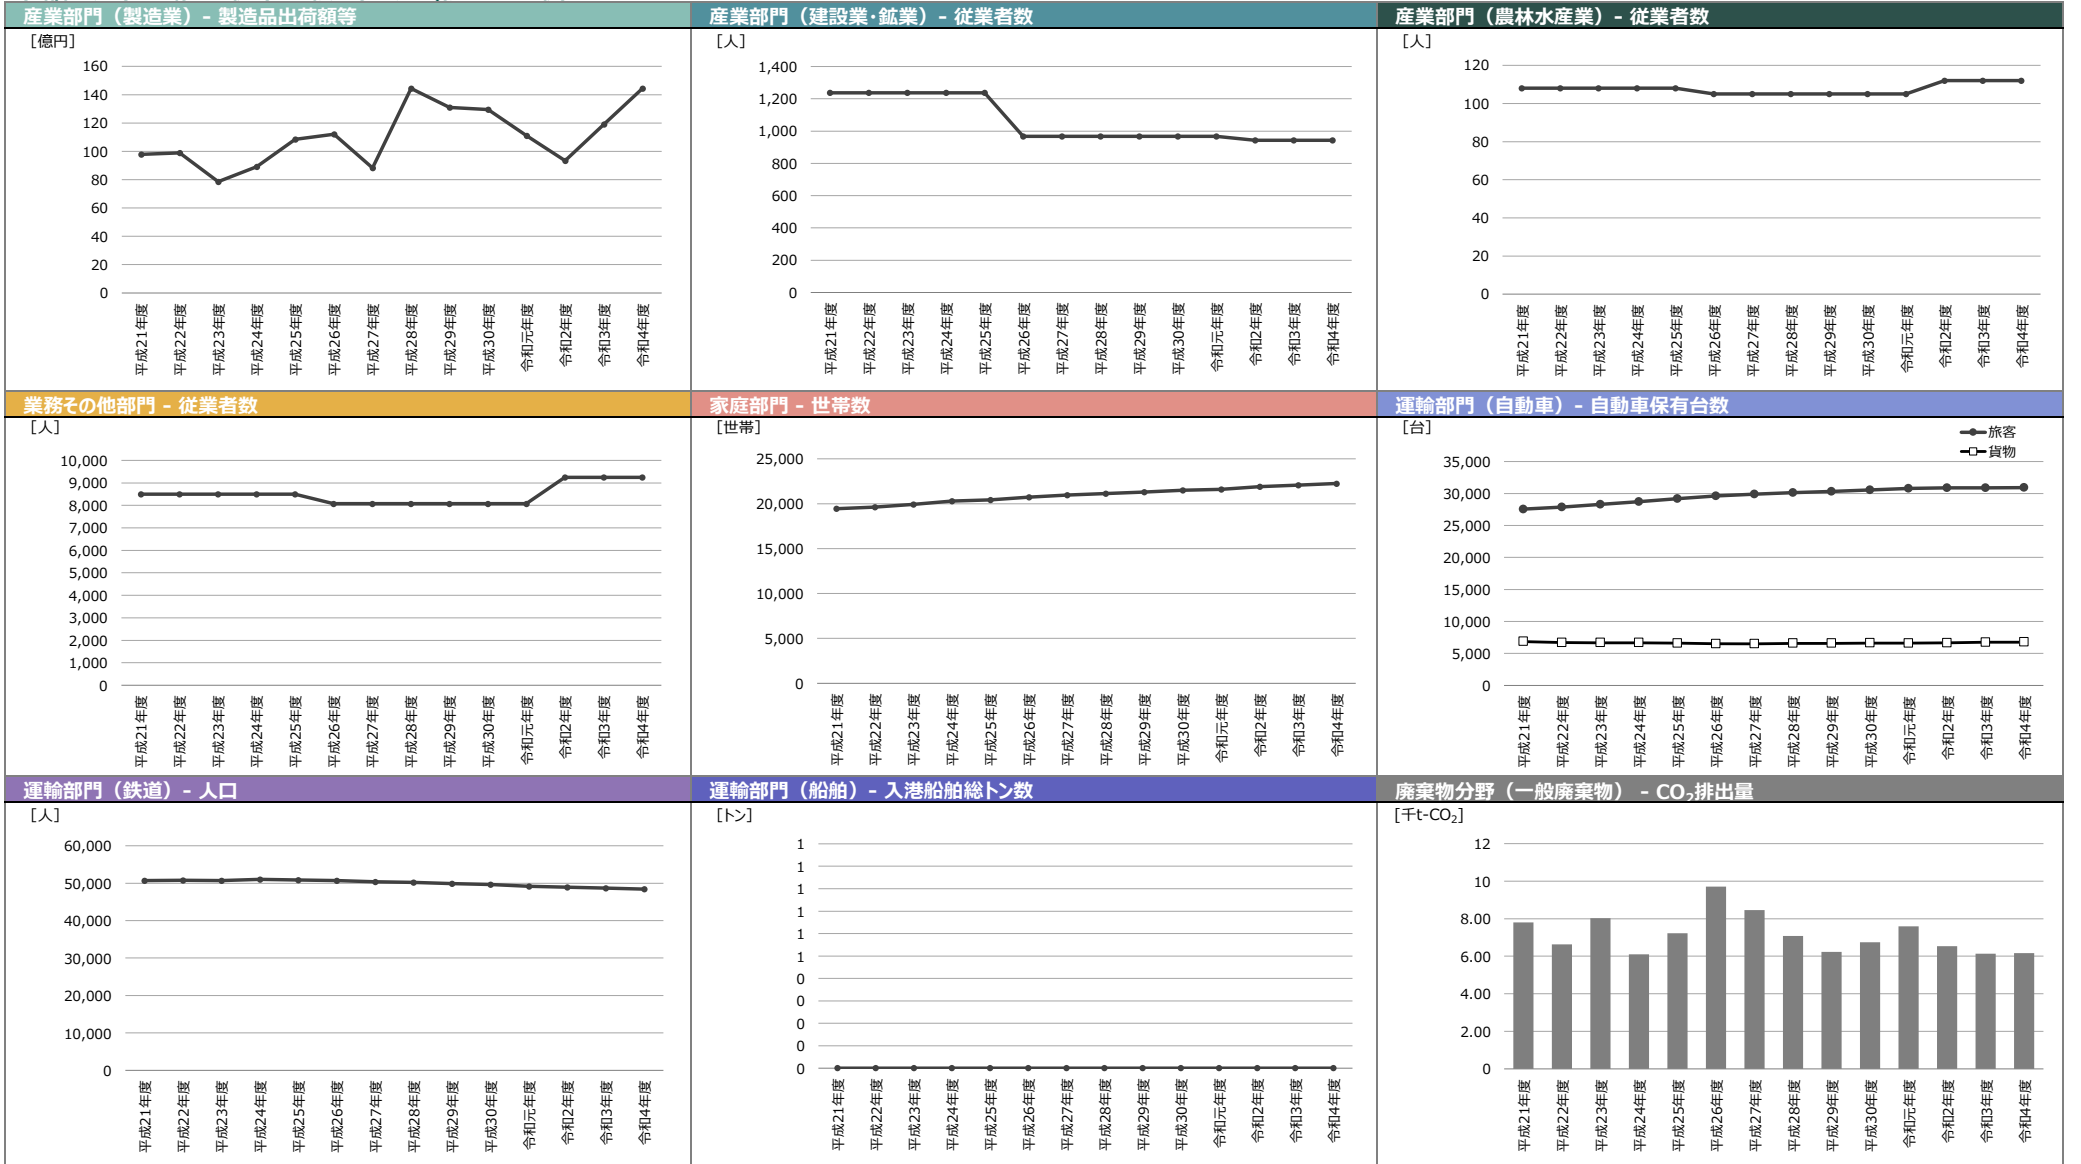 産業部門（製造業）- 製造品出荷額等
[億円]
160
140
120
100
80
60
40
20
0
平成21年度
平成22年度
平成23年度
平成24年度
平成25年度
平成26年度
平成27年度
平成28年度
平成29年度
平成30年度
令和元年度
令和2年度
令和3年度
令和4年度
産業部門（建設業・鉱業）- 従業者数
[人]
1,400
1,200
1,000
800
600
400
200
0
平成21年度
平成22年度
平成23年度
平成24年度
平成25年度
平成26年度
平成27年度
平成28年度
平成29年度
平成30年度
令和元年度
令和2年度
令和3年度
令和4年度
産業部門（農林水産業）- 従業者数
[人]
120
100
80
60
40
20
0
平成21年度
平成22年度
平成23年度
平成24年度
平成25年度
平成26年度
平成27年度
平成28年度
平成29年度
平成30年度
令和元年度
令和2年度
令和3年度
令和4年度
業務その他部門 - 従業者数
[人]
10,000
9,000
8,000
7,000
6,000
5,000
4,000
3,000
2,000
1,000
0
平成21年度
平成22年度
平成23年度
平成24年度
平成25年度
平成26年度
平成27年度
平成28年度
平成29年度
平成30年度
令和元年度
令和2年度
令和3年度
令和4年度
家庭部門 - 世帯数
[世帯]
25,000
20,000
15,000
10,000
5,000
0
平成21年度
平成22年度
平成23年度
平成24年度
平成25年度
平成26年度
平成27年度
平成28年度
平成29年度
平成30年度
令和元年度
令和2年度
令和3年度
令和4年度
運輸部門（自動車）- 自動車保有台数
[台]
旅客
貨物
35,000
30,000
25,000
20,000
15,000
10,000
5,000
0
平成21年度
平成22年度
平成23年度
平成24年度
平成25年度
平成26年度
平成27年度
平成28年度
平成29年度
平成30年度
令和元年度
令和2年度
令和3年度
令和4年度
運輸部門（鉄道）- 人口
[人]
60,000
50,000
40,000
30,000
20,000
10,000
0
平成21年度
平成22年度
平成23年度
平成24年度
平成25年度
平成26年度
平成27年度
平成28年度
平成29年度
平成30年度
令和元年度
令和2年度
令和3年度
令和4年度
運輸部門（船舶）- 入港船舶総トン数
[トン]
1
1
1
1
1
1
0
0
0
0
0
平成21年度
平成22年度
平成23年度
平成24年度
平成25年度
平成26年度
平成27年度
平成28年度
平成29年度
平成30年度
令和元年度
令和2年度
令和3年度
令和4年度
廃棄物分野（一般廃棄物） - CO₂排出量
[千t-CO₂]
12
10
8.00
6.00
4.00
2.00
0
平成21年度
平成22年度
平成23年度
平成24年度
平成25年度
平成26年度
平成27年度
平成28年度
平成29年度
平成30年度
令和元年度
令和2年度
令和3年度
令和4年度